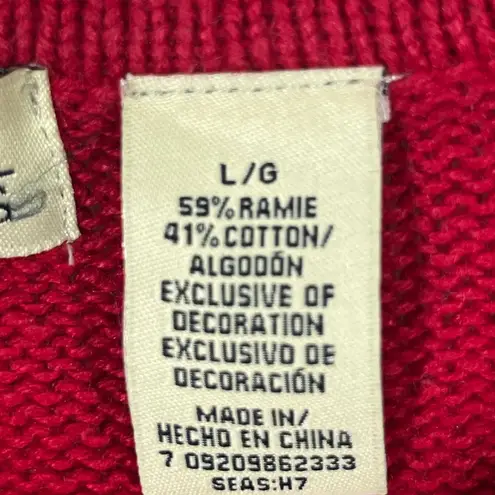 L/G
59% RAMIE
41% COTTON/
ALGODÓN
EXCLUSIVE OF
DECORATION
EXCLUSIVO DE
DECORACIÓN
MADE IN/
HECHO EN CHINA
7 09209862333
SEAS:H7